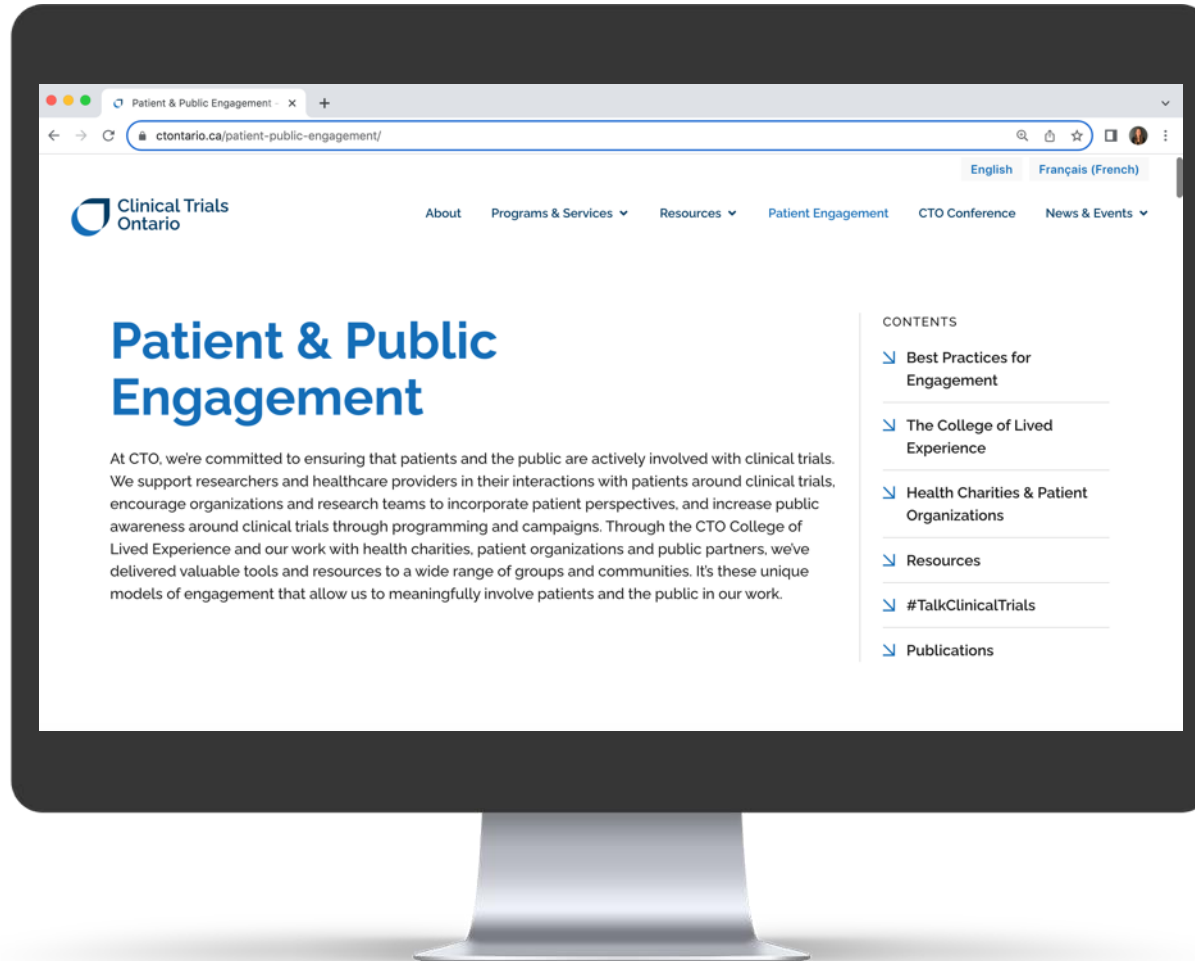 Patient & Public Engagement -
ctontario.ca/patient-public-engagement/
English Français (French)
Clinical Trials
Ontario
About Programs & Services Resources Patient Engagement CTO Conference News & Events
Patient & Public
Engagement
At CTO, we're committed to ensuring that patients and the public are actively involved with clinical trials.
We support researchers and healthcare providers in their interactions with patients around clinical trials,
encourage organizations and research teams to incorporate patient perspectives, and increase public
awareness around clinical trials through programming and campaigns. Through the CTO College of
Lived Experience and our work with health charities, patient organizations and public partners, we've
delivered valuable tools and resources to a wide range of groups and communities. It's these unique
models of engagement that allow us to meaningfully involve patients and the public in our work.
CONTENTS
Best Practices for
Engagement
The College of Lived
Experience
Health Charities & Patient
Organizations
Resources
#TalkClinicalTrials
Publications